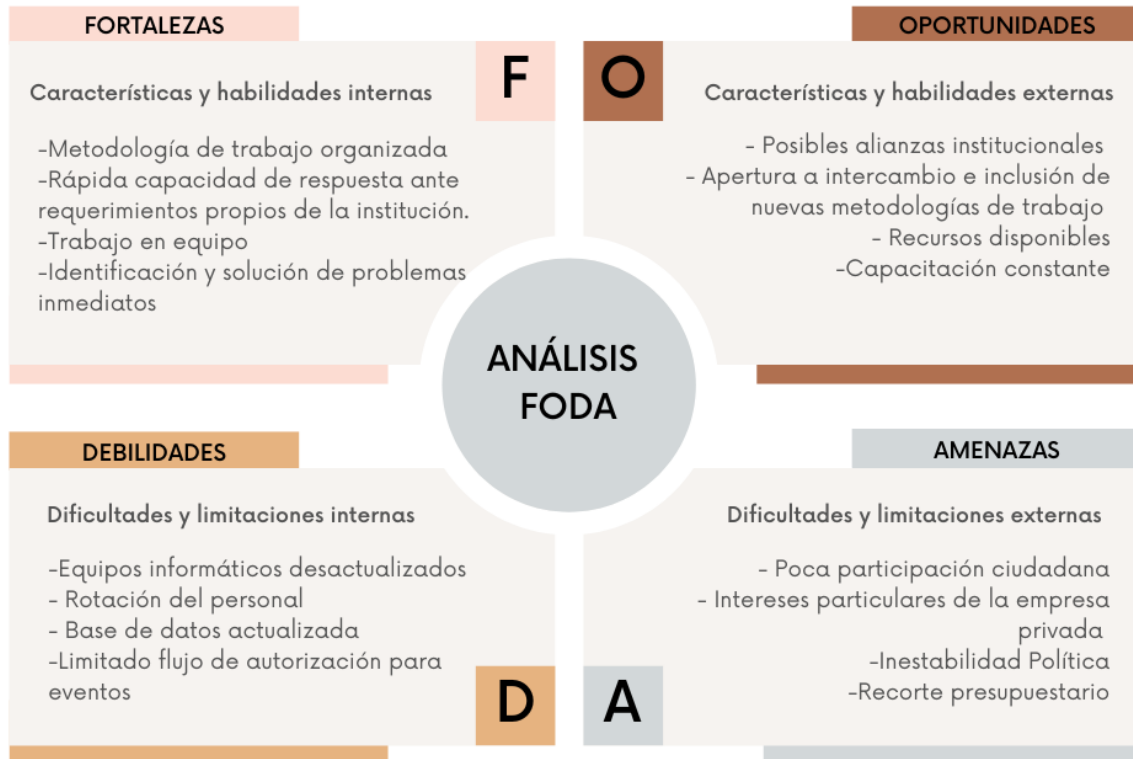 FORTALEZAS
F
Características y habilidades internas
-Metodología de trabajo organizada
-Rápida capacidad de respuesta ante
requerimientos propios de la institución.
-Trabajo en equipo
-Identificación y solución de problemas
inmediatos
OPORTUNIDADES
O
Características y habilidades externas
- Posibles alianzas institucionales
- Apertura a intercambio e inclusión de
nuevas metodologías de trabajo
- Recursos disponibles
-Capacitación constante
ANÁLISIS
FODA
DEBILIDADES
Dificultades y limitaciones internas
-Equipos informáticos desactualizados
- Rotación del personal
- Base de datos actualizada
-Limitado flujo de autorización para
eventos
D
AMENAZAS
Dificultades y limitaciones externas
- Poca participación ciudadana
- Intereses particulares de la empresa
privada
-Inestabilidad Política
-Recorte presupuestario
A